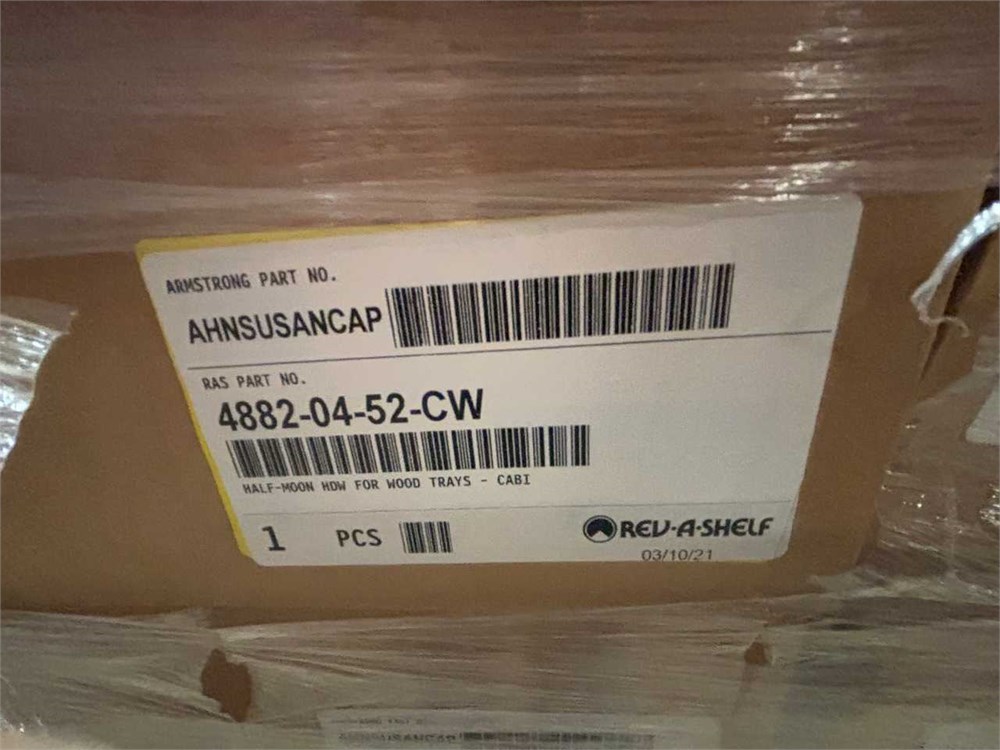 ARMSTRONG PART NO.
AHNSUSANCAP
RAS PART NO.
4882-04-52-CW
HALF-MOON HDW FOR WOOD TRAYS - CABI
1 PCS
REV-A-SHELF
03/10/21
AHNSUSANCAP